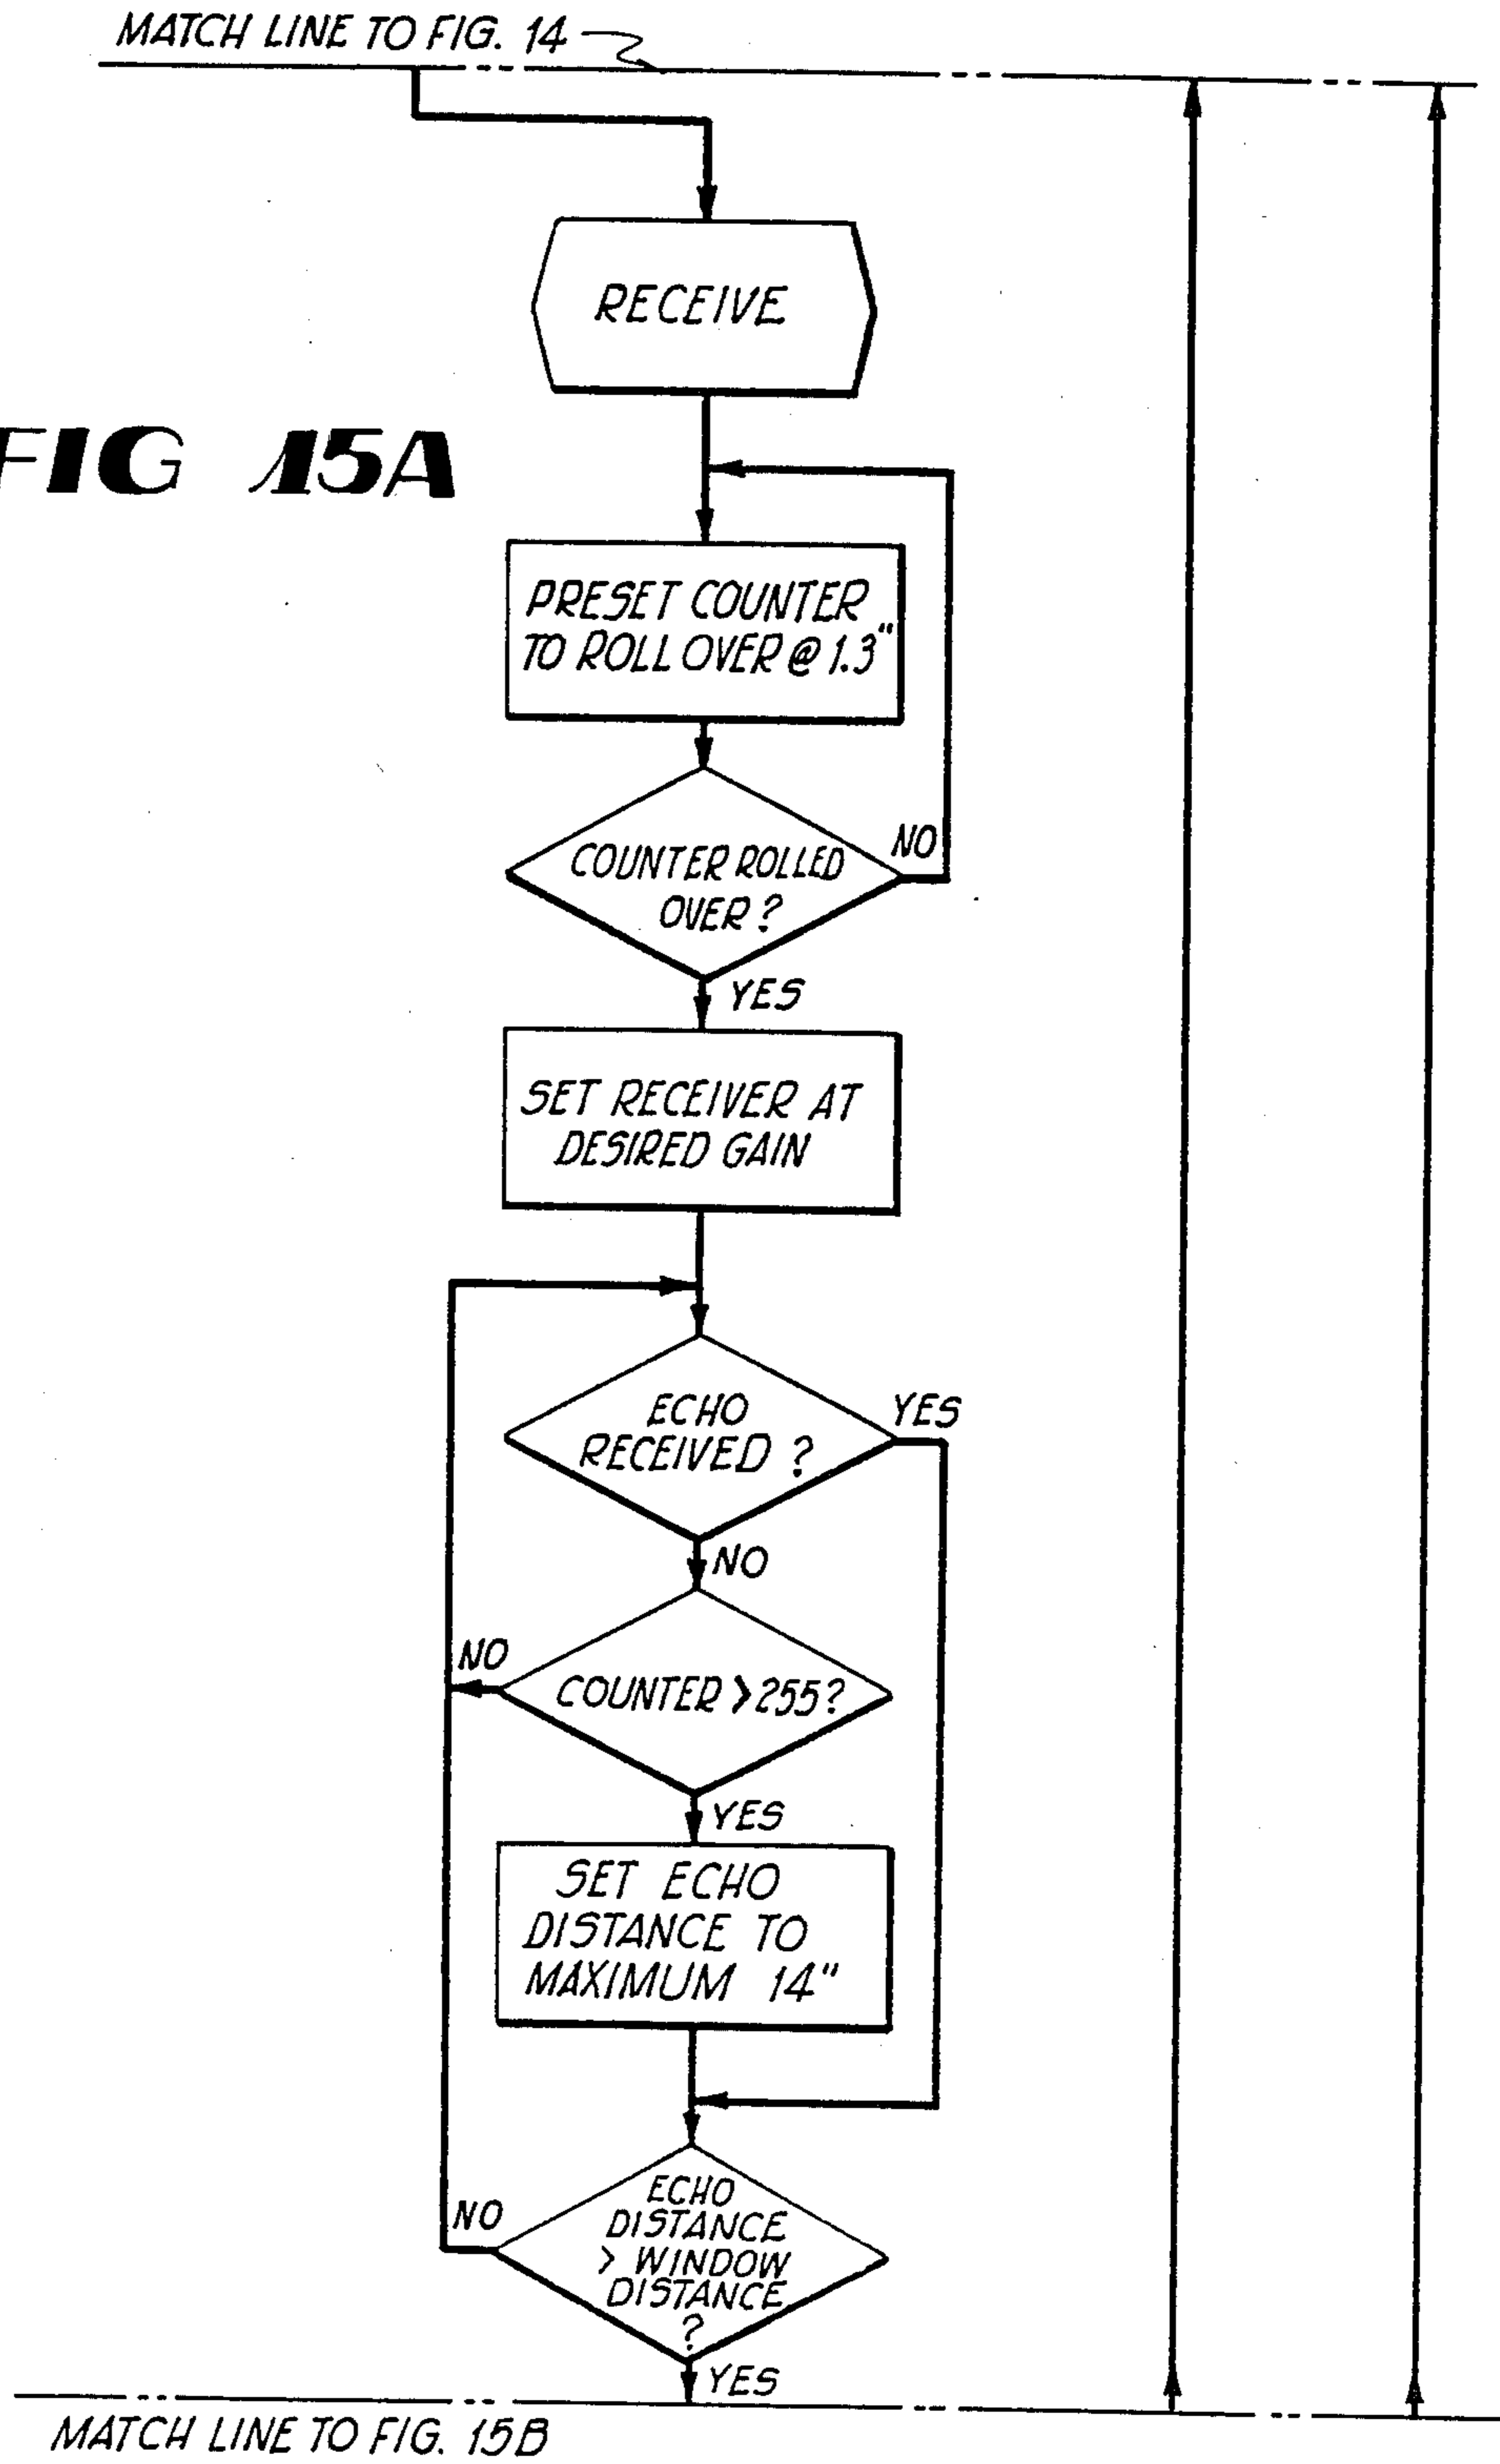 MATCH LINE TO FIG. 14
RECEIVE
FIG 15A
PRESET COUNTER
TO ROLL OVER @ 1.3"
NO
COUNTER ROLLED
OVER ?
YES
SET RECEIVER AT
DESIRED GAIN
YES
ECHO
RECEIVED ?
NO
NO
COUNTER > 255?
YES
SET ECHO
DISTANCE TO
MAXIMUM 14"
NO
ECHO
DISTANCE
> WINDOW
DISTANCE
?
YES
MATCH LINE TO FIG. 15B